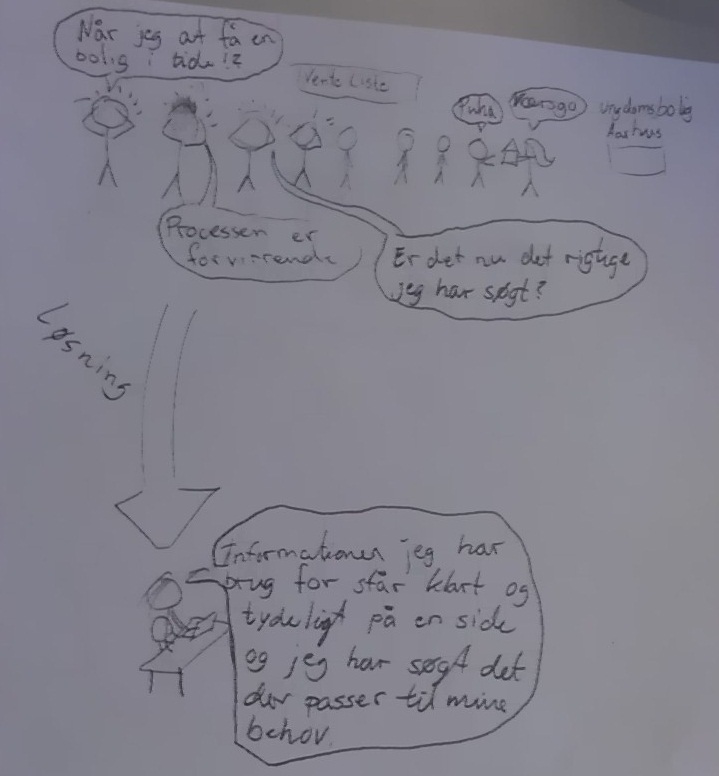 Når jeg at få en
bolig i tide!?
Vente Liste
Puha
Værsgo
ungdomsbolig
Aarhus
Processen er
forvirrende
Er det nu det rigtige
jeg har søgt?
Løsning
Informationen jeg har
brug for står klart og
tydeligt på en side
og jeg har søgt det
der passer til mine
behov.